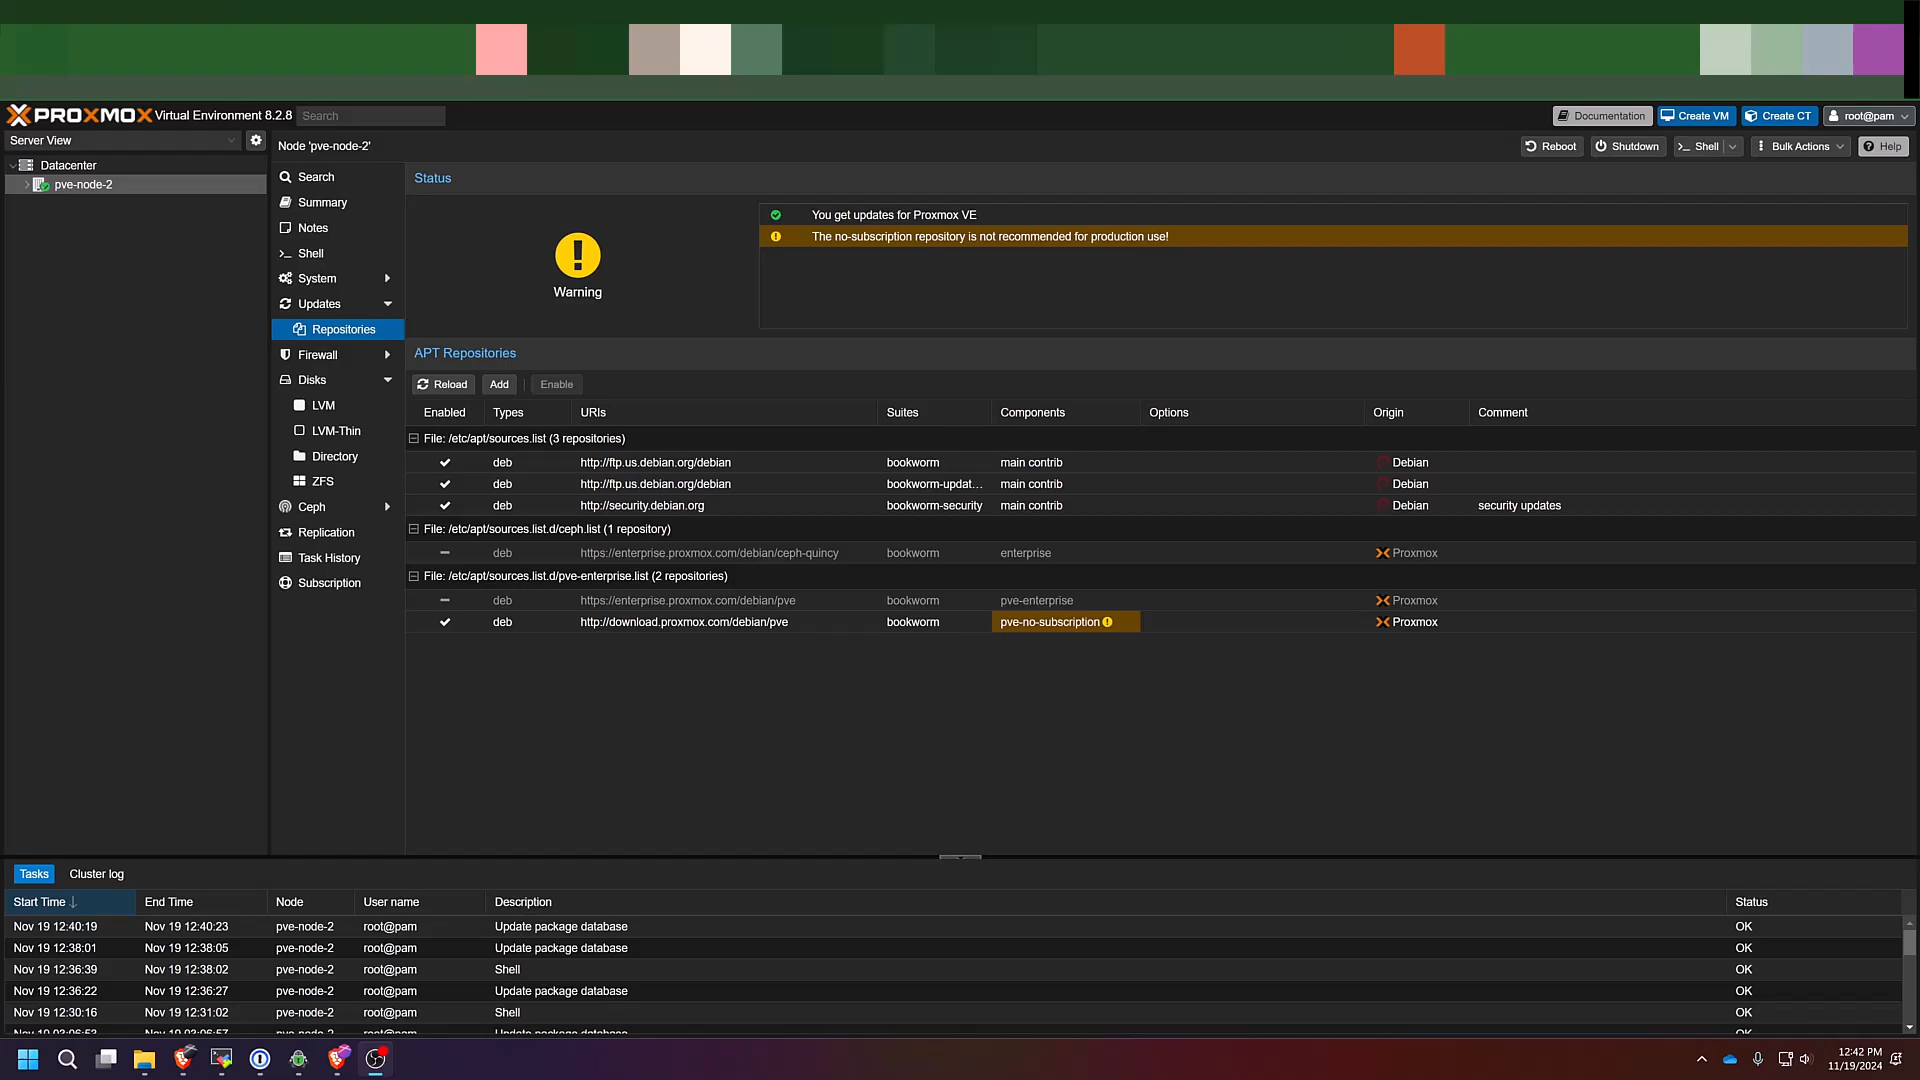 PROXMOX Virtual Environment 8.2.8 Search Documentation Create VM Create CT root@pam
Server View
Node 'pve-node-2' Reboot Shutdown Shell Bulk Actions Help
Datacenter
pve-node-2
Search
Summary
Notes
Shell
System
Updates
Repositories
Firewall
Disks
LVM
LVM-Thin
Directory
ZFS
Ceph
Replication
Task History
Subscription
Status
Warning
You get updates for Proxmox VE
The no-subscription repository is not recommended for production use!
APT Repositories
Reload Add Enable
Enabled Types URIs Suites Components Options Origin Comment
File: /etc/apt/sources.list (3 repositories)
deb http://ftp.us.debian.org/debian bookworm main contrib Debian
deb http://ftp.us.debian.org/debian bookworm-updat... main contrib Debian
deb http://security.debian.org bookworm-security main contrib Debian security updates
File: /etc/apt/sources.list.d/ceph.list (1 repository)
deb https://enterprise.proxmox.com/debian/ceph-quincy bookworm enterprise Proxmox
File: /etc/apt/sources.list.d/pve-enterprise.list (2 repositories)
deb https://enterprise.proxmox.com/debian/pve bookworm pve-enterprise Proxmox
deb http://download.proxmox.com/debian/pve bookworm pve-no-subscription Proxmox
Tasks Cluster log
Start Time End Time Node User name Description Status
Nov 19 12:40:19 Nov 19 12:40:23 pve-node-2 root@pam Update package database OK
Nov 19 12:38:01 Nov 19 12:38:05 pve-node-2 root@pam Update package database OK
Nov 19 12:36:39 Nov 19 12:38:02 pve-node-2 root@pam Shell OK
Nov 19 12:36:22 Nov 19 12:36:27 pve-node-2 root@pam Update package database OK
Nov 19 12:30:16 Nov 19 12:31:02 pve-node-2 root@pam Shell OK
12:42 PM
11/19/2024